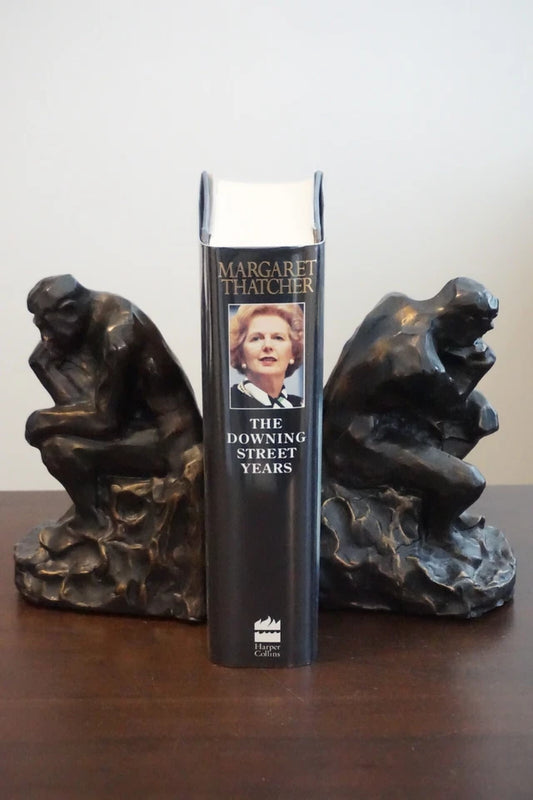 MARGARET
THATCHER
THE
DOWNING
STREET
YEARS
Harper
Collins